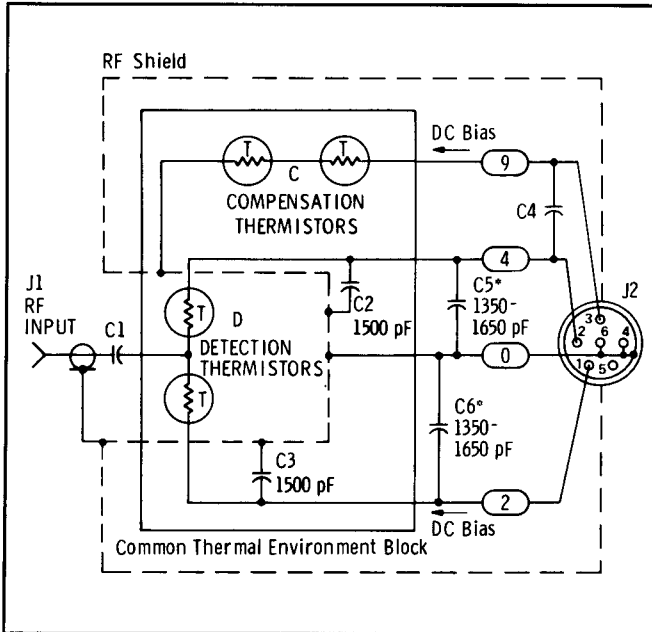 RF Shield
DC Bias
9
T
T
C
COMPENSATION
THERMISTORS
C4
4
J1
RF
INPUT
C1
T
D
DETECTION
THERMISTORS
T
C2
1500 pF
C5*
1350-
1650 pF
J2
3
2
6
4
1
5
0
C6*
1350-
1650 pF
C3
1500 pF
2
DC Bias
Common Thermal Environment Block